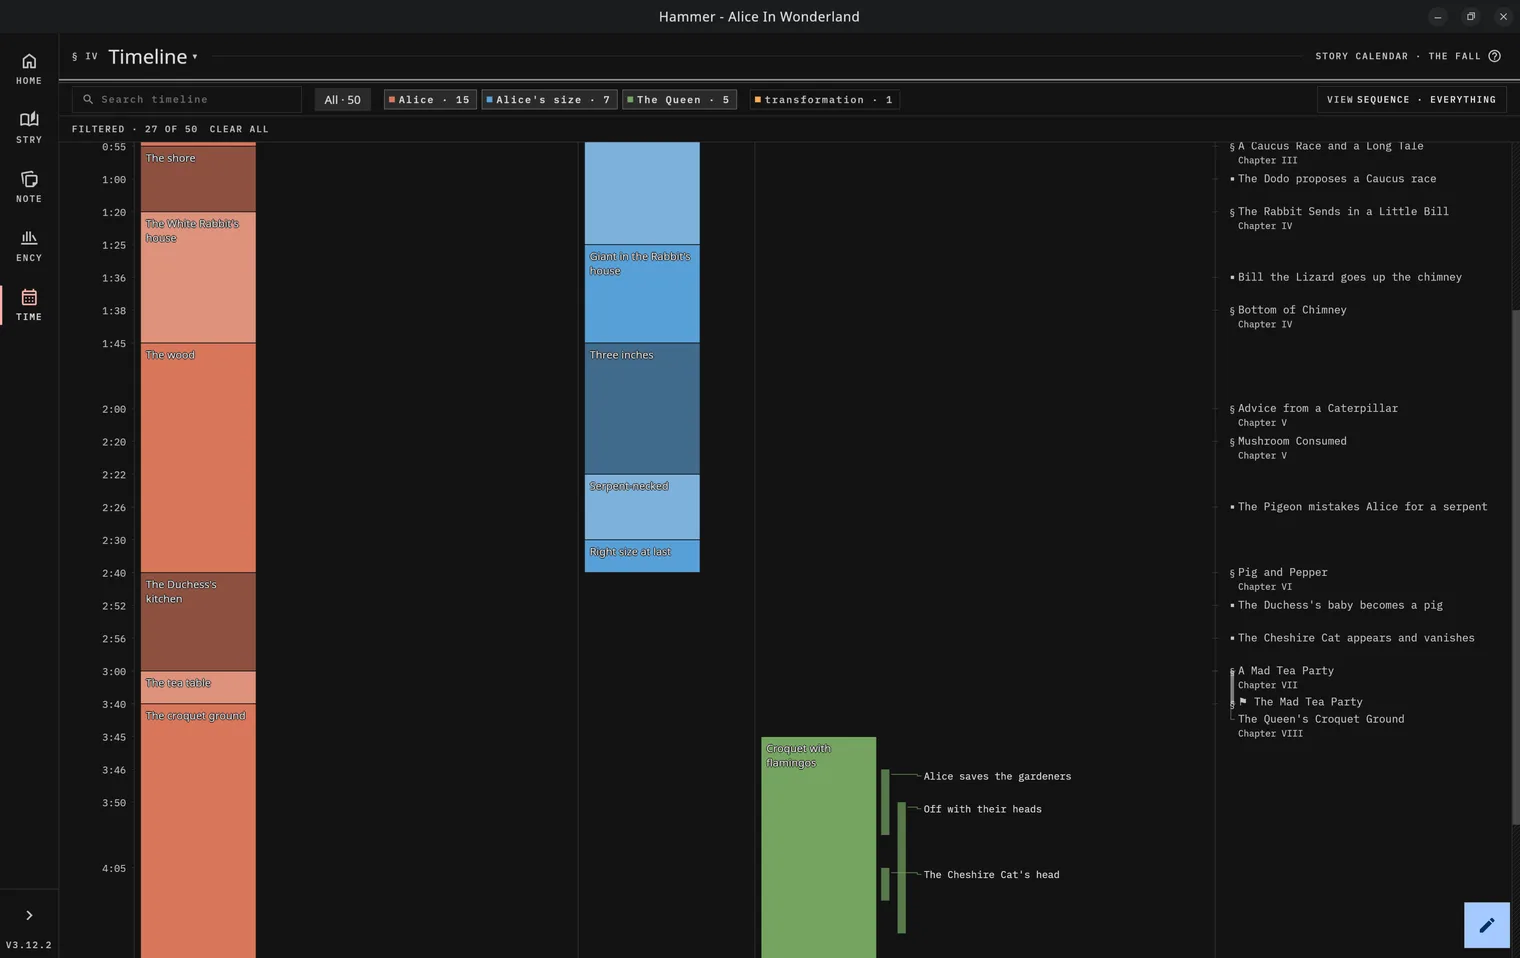 Hammer - Alice In Wonderland
HOME
STRY
NOTE
ENCY
TIME
V3.12.2
§ IV Timeline
STORY CALENDAR · THE FALL
Search timeline
All · 50
Alice · 15
Alice's size · 7
The Queen · 5
transformation · 1
VIEW SEQUENCE · EVERYTHING
FILTERED · 27 OF 50 CLEAR ALL
0:55
1:00
1:20
1:25
1:36
1:38
1:45
2:00
2:20
2:22
2:26
2:30
2:40
2:52
2:56
3:00
3:40
3:45
3:46
3:50
4:05
The shore
The White Rabbit's
house
The wood
The Duchess's
kitchen
The tea table
The croquet ground
Giant in the Rabbit's
house
Three inches
Serpent-necked
Right size at last
Croquet with
flamingos
Alice saves the gardeners
Off with their heads
The Cheshire Cat's head
§ A Caucus Race and a Long Tale
Chapter III
▪ The Dodo proposes a Caucus race
§ The Rabbit Sends in a Little Bill
Chapter IV
▪ Bill the Lizard goes up the chimney
§ Bottom of Chimney
Chapter IV
§ Advice from a Caterpillar
Chapter V
§ Mushroom Consumed
Chapter V
▪ The Pigeon mistakes Alice for a serpent
§ Pig and Pepper
Chapter VI
▪ The Duchess's baby becomes a pig
▪ The Cheshire Cat appears and vanishes
§ A Mad Tea Party
Chapter VII
⚑ The Mad Tea Party
§ The Queen's Croquet Ground
Chapter VIII